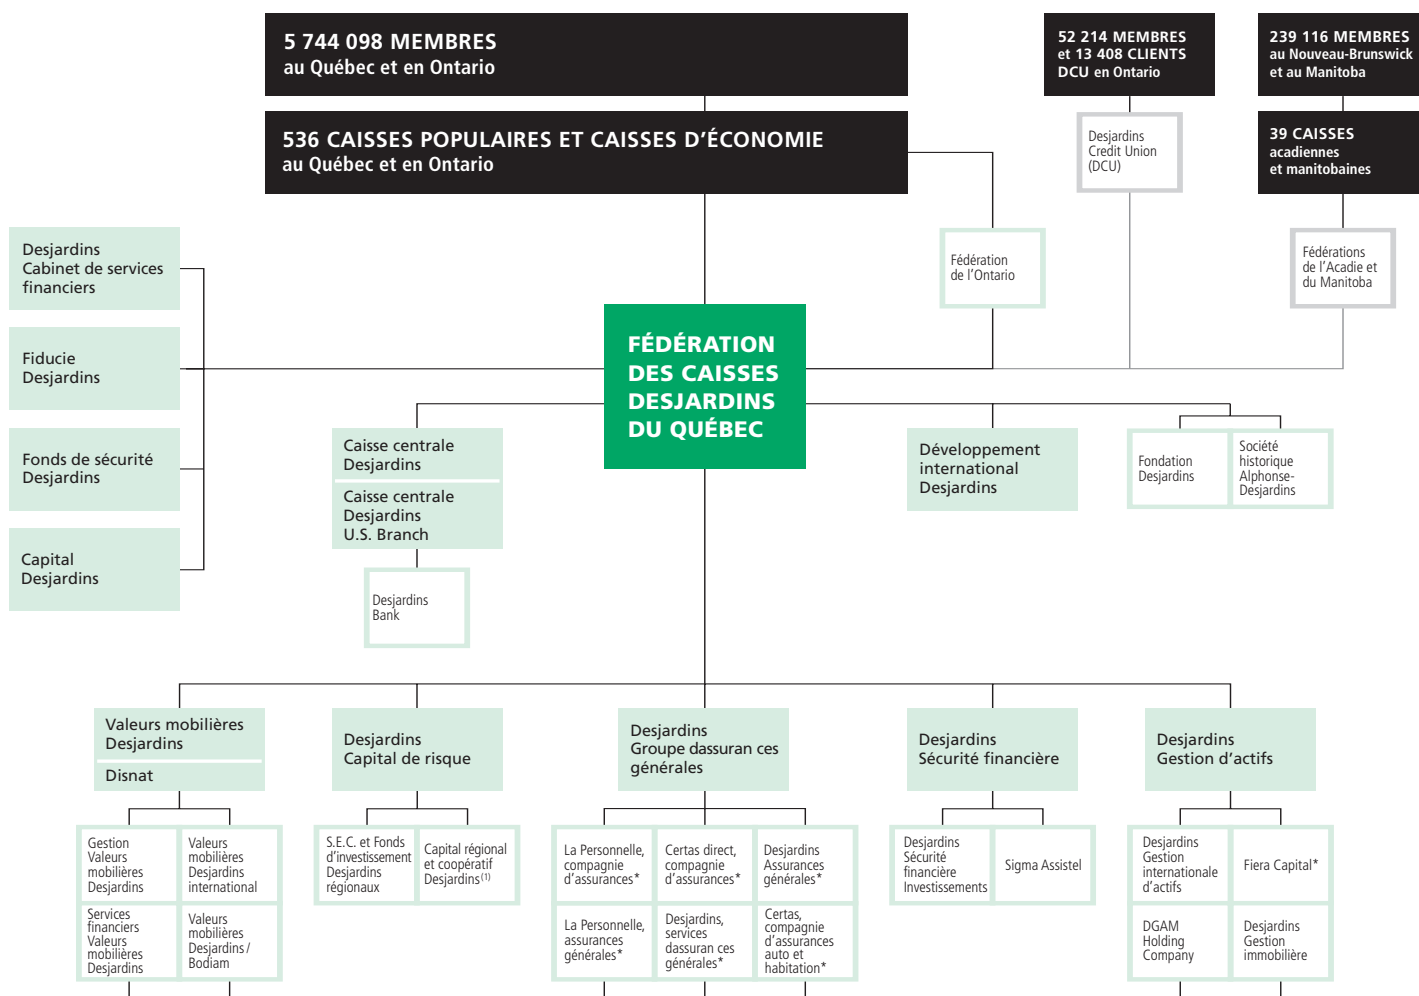 5 744 098 MEMBRES
au Québec et en Ontario
52 214 MEMBRES
et 13 408 CLIENTS
DCU en Ontario
239 116 MEMBRES
au Nouveau-Brunswick
et au Manitoba
536 CAISSES POPULAIRES ET CAISSES D'ÉCONOMIE
au Québec et en Ontario
Desjardins
Credit Union
(DCU)
39 CAISSES
acadiennes
et manitobaines
Desjardins
Cabinet de services
financiers
Fédération
de l'Ontario
Fédérations
de l'Acadie et
du Manitoba
Fiducie
Desjardins
FÉDÉRATION
DES CAISSES
DESJARDINS
DU QUÉBEC
Fonds de sécurité
Desjardins
Capital
Desjardins
Caisse centrale
Desjardins
Caisse centrale
Desjardins
U.S. Branch
Desjardins
Bank
Développement
international
Desjardins
Fondation
Desjardins
Société
historique
Alphonse-
Desjardins
Valeurs mobilières
Desjardins
Disnat
Desjardins
Capital de risque
Desjardins
Groupe dassuran ces
générales
Desjardins
Sécurité financière
Desjardins
Gestion d'actifs
Gestion
Valeurs
mobilières
Desjardins
Valeurs
mobilières
Desjardins
international
Services
financiers
Valeurs
mobilières
Desjardins
Valeurs
mobilières
Desjardins /
Bodiam
S.E.C. et Fonds
d'investissement
Desjardins
régionaux
Capital régional
et coopératif
Desjardins(1)
La Personnelle,
compagnie
d'assurances*
Certas direct,
compagnie
d'assurances*
Desjardins
Assurances
générales*
La Personnelle,
assurances
générales*
Desjardins,
services
dassuran ces
générales*
Certas,
compagnie
d'assurances
auto et
habitation*
Desjardins
Sécurité
financière
Investissements
Sigma Assistel
Desjardins
Gestion
internationale
d'actifs
Fiera Capital*
DGAM
Holding
Company
Desjardins
Gestion
immobilière